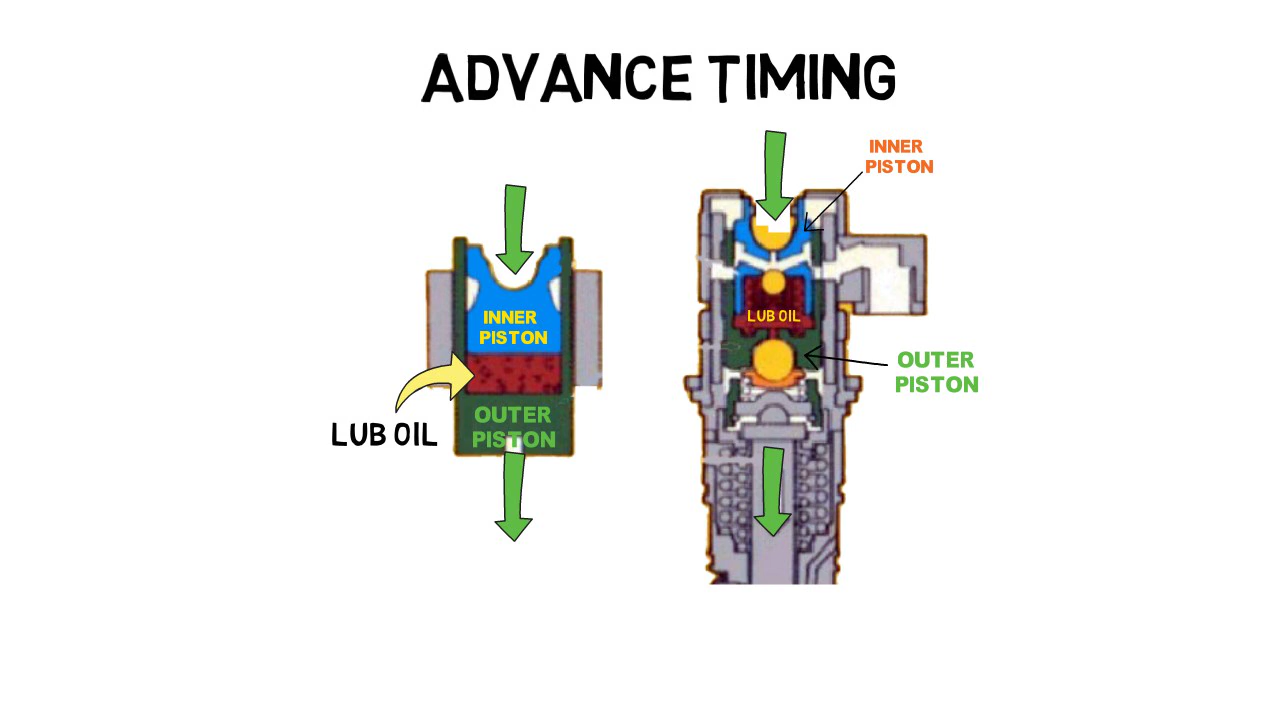 ADVANCE TIMING
INNER
PISTON
INNER
PISTON
LUB OIL
OUTER
PISTON
LUB OIL
OUTER
PISTON